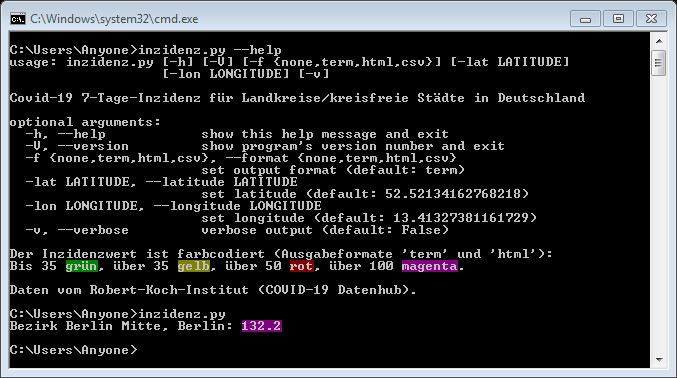 C:\Windows\system32\cmd.exe
C:\Users\Anyone>inzidenz.py --help
usage: inzidenz.py [-h] [-V] [-f {none,term,html,csv}] [-lat LATITUDE]
[-lon LONGITUDE] [-v]
Covid-19 7-Tage-Inzidenz für Landkreise/kreisfreie Städte in Deutschland
optional arguments:
-h, --help show this help message and exit
-V, --version show program's version number and exit
-f {none,term,html,csv}, --format {none,term,html,csv}
set output format (default: term)
-lat LATITUDE, --latitude LATITUDE
set latitude (default: 52.52134162768218)
-lon LONGITUDE, --longitude LONGITUDE
set longitude (default: 13.41327381161729)
-v, --verbose verbose output (default: False)
Der Inzidenzwert ist farbcodiert (Ausgabeformate 'term' und 'html'):
Bis 35 grün, über 35 gelb, über 50 rot, über 100 magenta.
Daten vom Robert-Koch-Institut (COVID-19 Datenhub).
C:\Users\Anyone>inzidenz.py
Bezirk Berlin Mitte, Berlin: 132.2
C:\Users\Anyone>